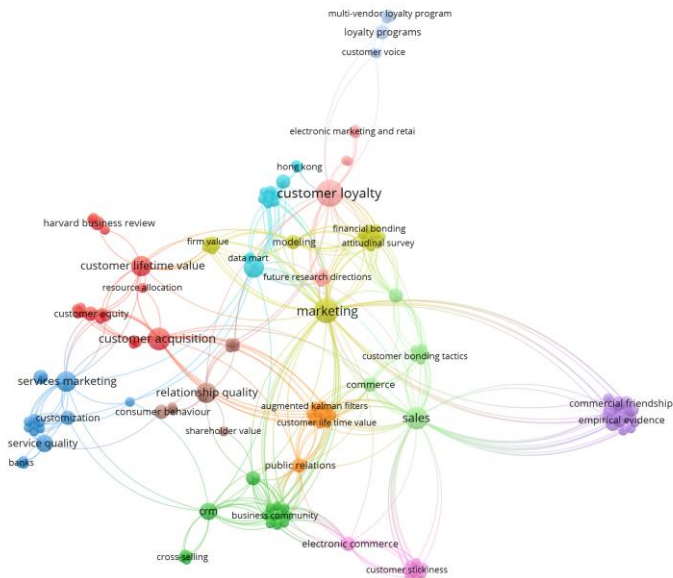 multi-vendor loyalty program
loyalty programs
customer voice
electronic marketing and retai
hong kong
customer loyalty
harvard business review
financial bonding
firm value
modeling
attitudinal survey
customer lifetime value
data mart
future research directions
resource allocation
customer equity
marketing
customer acquisition
customer bonding tactics
services marketing
commerce
relationship quality
commercial friendship
augmented kalman filters
customization
consumer behaviour
sales
empirical evidence
customer life time value
shareholder value
service quality
banks
public relations
crm
business community
electronic commerce
cross-selling
customer stickiness